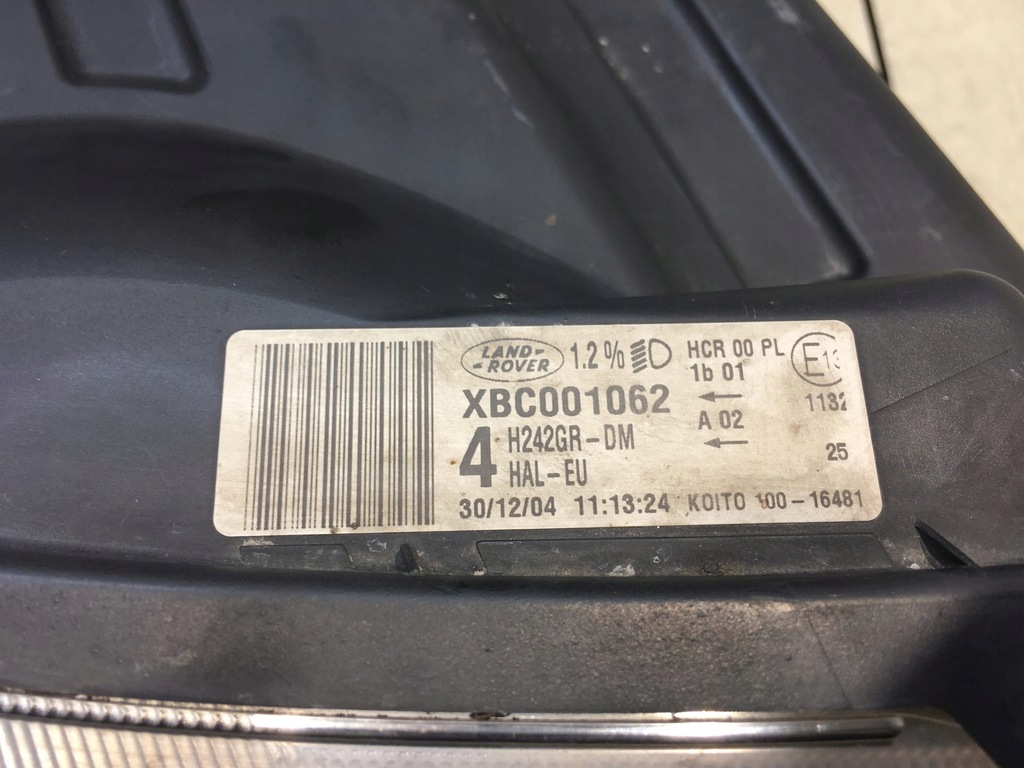 LAND-
-ROVER
1.2%
HCR 00 PL
1b 01
E13
XBC001062
←
A 02
←
1132
4
H242GR-DM
HAL-EU
25
30/12/04 11:13:24 KOITO 100-16481